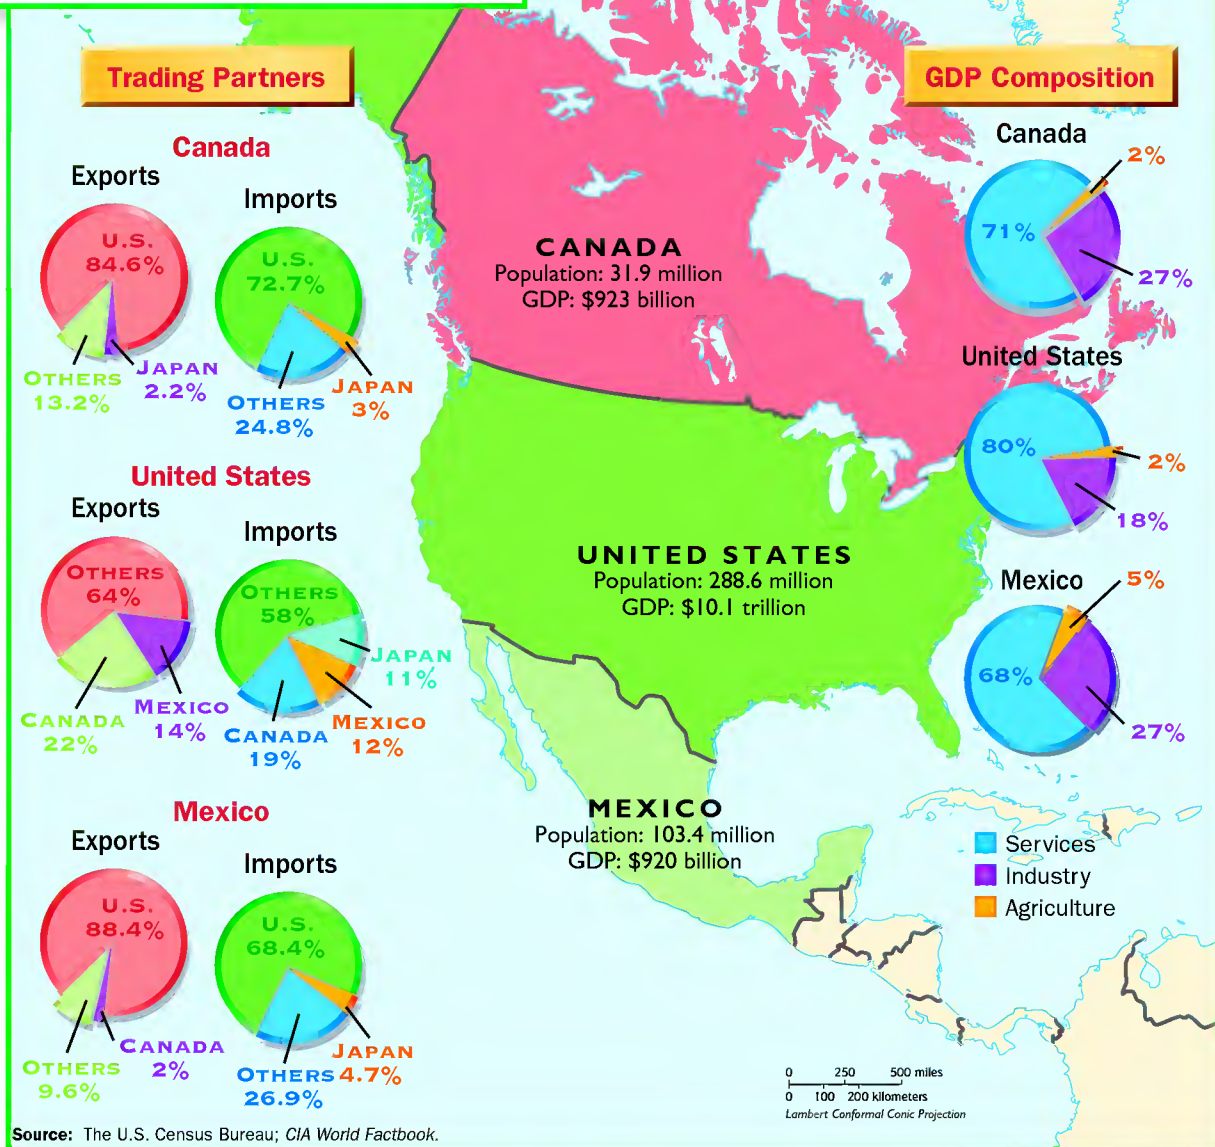 Trading Partners
Canada
Exports
U.S.
84.6%
OTHERS
13.2%
JAPAN
2.2%
Imports
U.S.
72.7%
OTHERS
24.8%
JAPAN
3%
United States
Exports
OTHERS
64%
CANADA
22%
MEXICO
14%
Imports
OTHERS
58%
JAPAN
11%
CANADA
19%
MEXICO
12%
Mexico
Exports
U.S.
88.4%
OTHERS
9.6%
CANADA
2%
Imports
U.S.
68.4%
OTHERS
26.9%
JAPAN
4.7%
CANADA
Population: 31.9 million
GDP: $923 billion
UNITED STATES
Population: 288.6 million
GDP: $10.1 trillion
MEXICO
Population: 103.4 million
GDP: $920 billion
GDP Composition
Canada
2%
71%
27%
United States
80%
2%
18%
Mexico
5%
68%
27%
Services
Industry
Agriculture
0 250 500 miles
0 100 200 kilometers
Lambert Conformal Conic Projection
Source: The U.S. Census Bureau; CIA World Factbook.